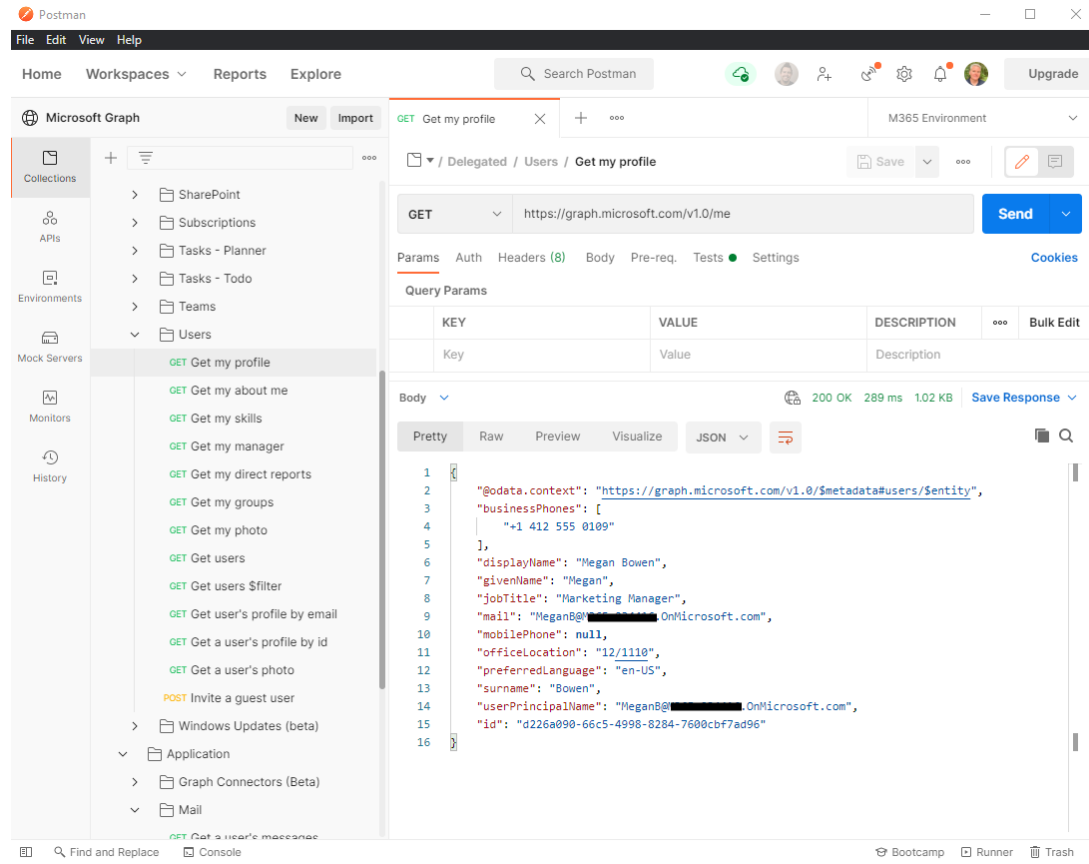 Postman
File Edit View Help
Home Workspaces Reports Explore
Search Postman
Upgrade
Microsoft Graph
New Import
GET Get my profile
M365 Environment
Collections
APIs
Environments
Mock Servers
Monitors
History
SharePoint
Subscriptions
Tasks - Planner
Tasks - Todo
Teams
Users
GET Get my profile
GET Get my about me
GET Get my skills
GET Get my manager
GET Get my direct reports
GET Get my groups
GET Get my photo
GET Get users
GET Get users $filter
GET Get user's profile by email
GET Get a user's profile by id
GET Get a user's photo
POST Invite a guest user
Windows Updates (beta)
Application
Graph Connectors (Beta)
Mail
GET Get a user's messages
/ Delegated / Users / Get my profile
Save
GET
https://graph.microsoft.com/v1.0/me
Send
Params Auth Headers (8) Body Pre-req. Tests Settings
Cookies
Query Params
KEY VALUE DESCRIPTION
Bulk Edit
Key Value Description
Body
200 OK 289 ms 1.02 KB Save Response
Pretty Raw Preview Visualize JSON
1 {
2 "@odata.context": "https://graph.microsoft.com/v1.0/$metadata#users/$entity",
3 "businessPhones": [
4 "+1 412 555 0109"
5 ],
6 "displayName": "Megan Bowen",
7 "givenName": "Megan",
8 "jobTitle": "Marketing Manager",
9 "mail": "MeganB@M .OnMicrosoft.com",
10 "mobilePhone": null,
11 "officeLocation": "12/1110",
12 "preferredLanguage": "en-US",
13 "surname": "Bowen",
14 "userPrincipalName": "MeganB@ .OnMicrosoft.com",
15 "id": "d226a090-66c5-4998-8284-7600cbf7ad96"
16 }
Find and Replace Console
Bootcamp Runner Trash